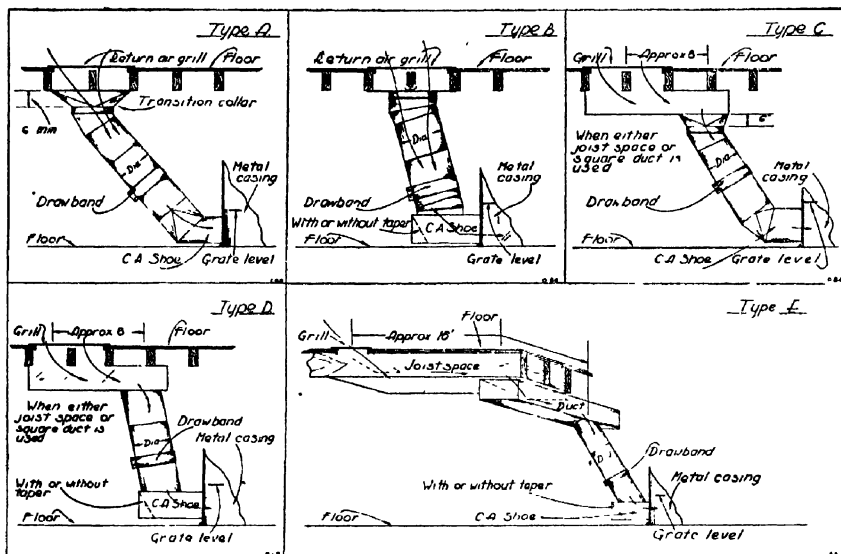 Type A
Return air grill
Floor
Transition collar
6 min
Dia
Metal
casing
Drawband
Floor
C A Shoe
Grate level
Type B
Return air grill
Floor
Dia
Metal
casing
Drawband
With or without taper
C A Shoe
Floor
Grate level
Type C
Grill
Approx 8
Floor
6"
When either
joist space or
square duct is
used
Dia
Metal
casing
Drawband
Floor
C A Shoe
Grate level
Type D
Grill
Approx 8
Floor
When either
joist space or
square duct is
used
Dia
Drawband
Metal casing
With or without
taper
C A Shoe
Floor
Grate level
Type E
Floor
Grill
Approx 16'
Joist space
Duct
D
Drawband
Metal casing
With or without taper
C A Shoe
Floor
Grate level